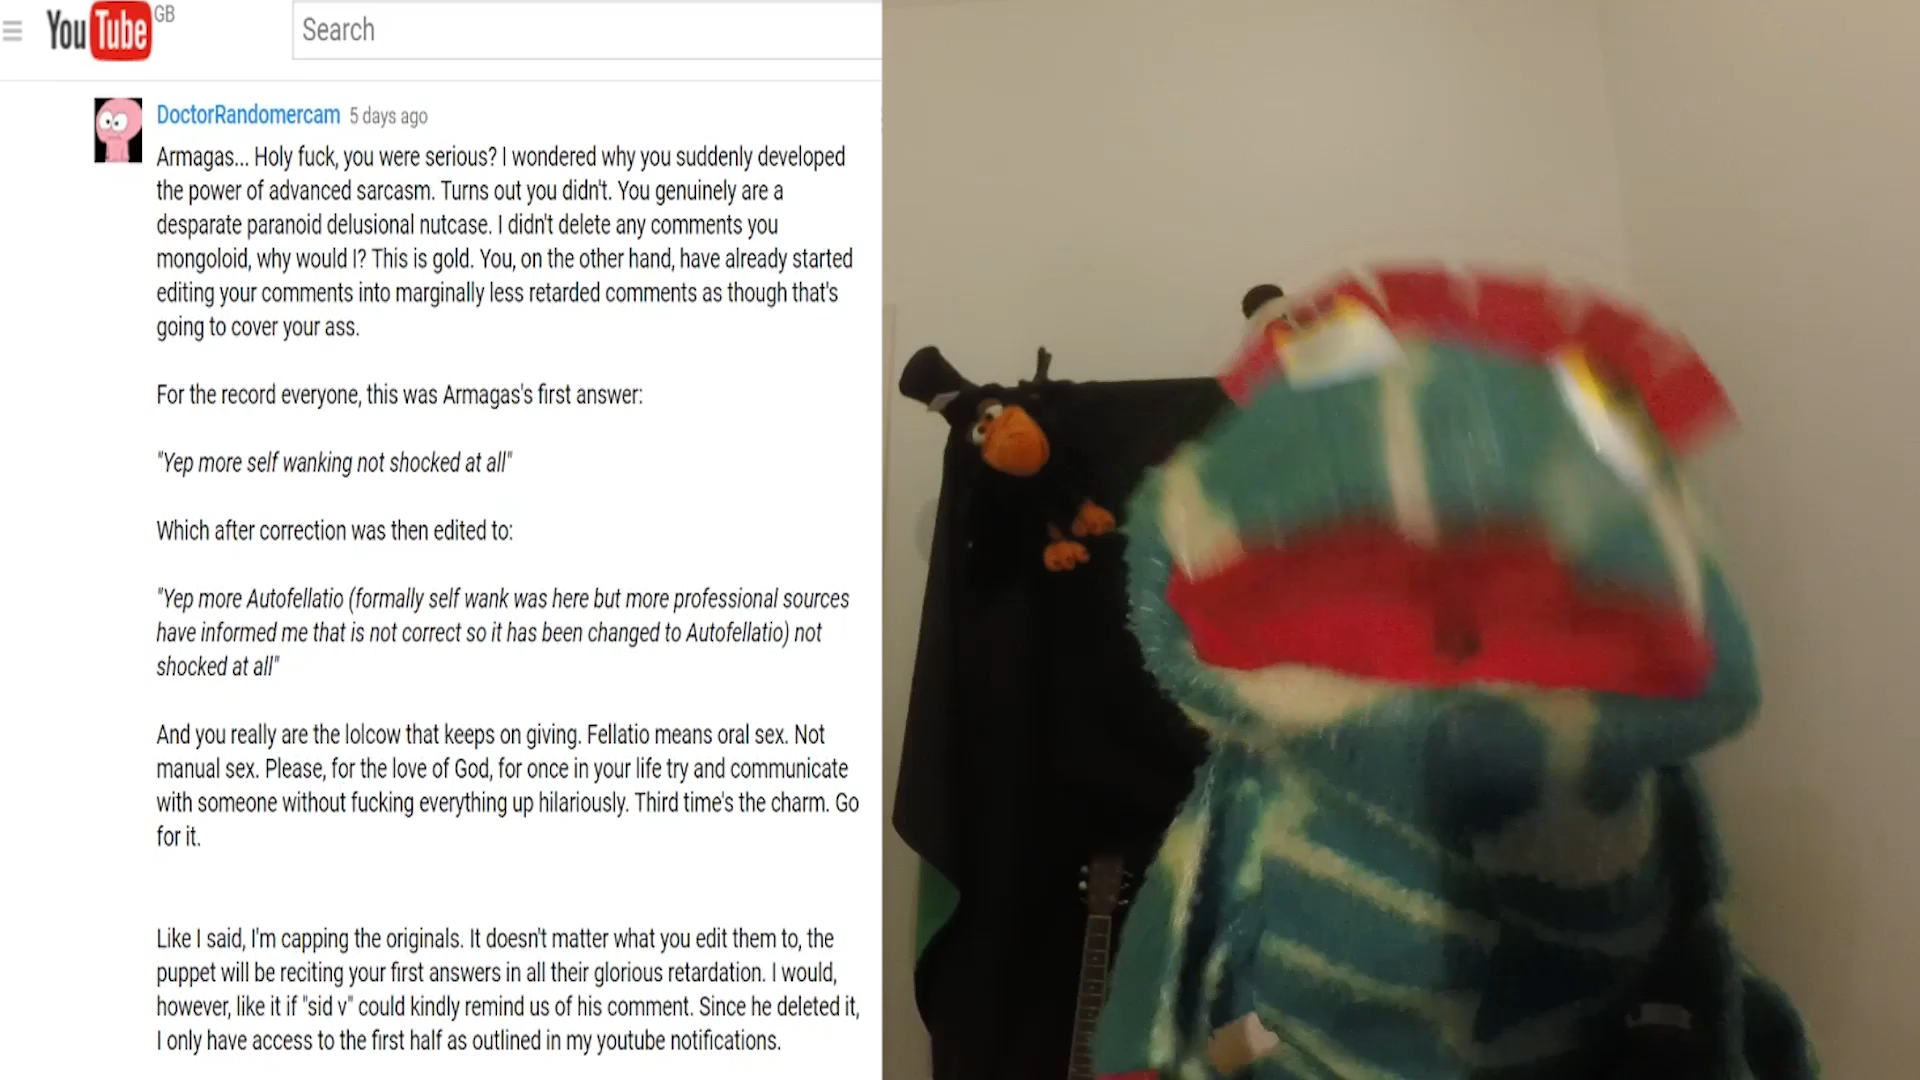 YouTube GB
Search
DoctorRandomercam 5 days ago
Armagas... Holy fuck, you were serious? I wondered why you suddenly developed
the power of advanced sarcasm. Turns out you didn't. You genuinely are a
desparate paranoid delusional nutcase. I didn't delete any comments you
mongoloid, why would I? This is gold. You, on the other hand, have already started
editing your comments into marginally less retarded comments as though that's
going to cover your ass.
For the record everyone, this was Armagas's first answer:
"Yep more self wanking not shocked at all"
Which after correction was then edited to:
"Yep more Autofellatio (formally self wank was here but more professional sources
have informed me that is not correct so it has been changed to Autofellatio) not
shocked at all"
And you really are the lolcow that keeps on giving. Fellatio means oral sex. Not
manual sex. Please, for the love of God, for once in your life try and communicate
with someone without fucking everything up hilariously. Third time's the charm. Go
for it.
Like I said, I'm capping the originals. It doesn't matter what you edit them to, the
puppet will be reciting your first answers in all their glorious retardation. I would,
however, like it if "sid v" could kindly remind us of his comment. Since he deleted it,
I only have access to the first half as outlined in my youtube notifications.